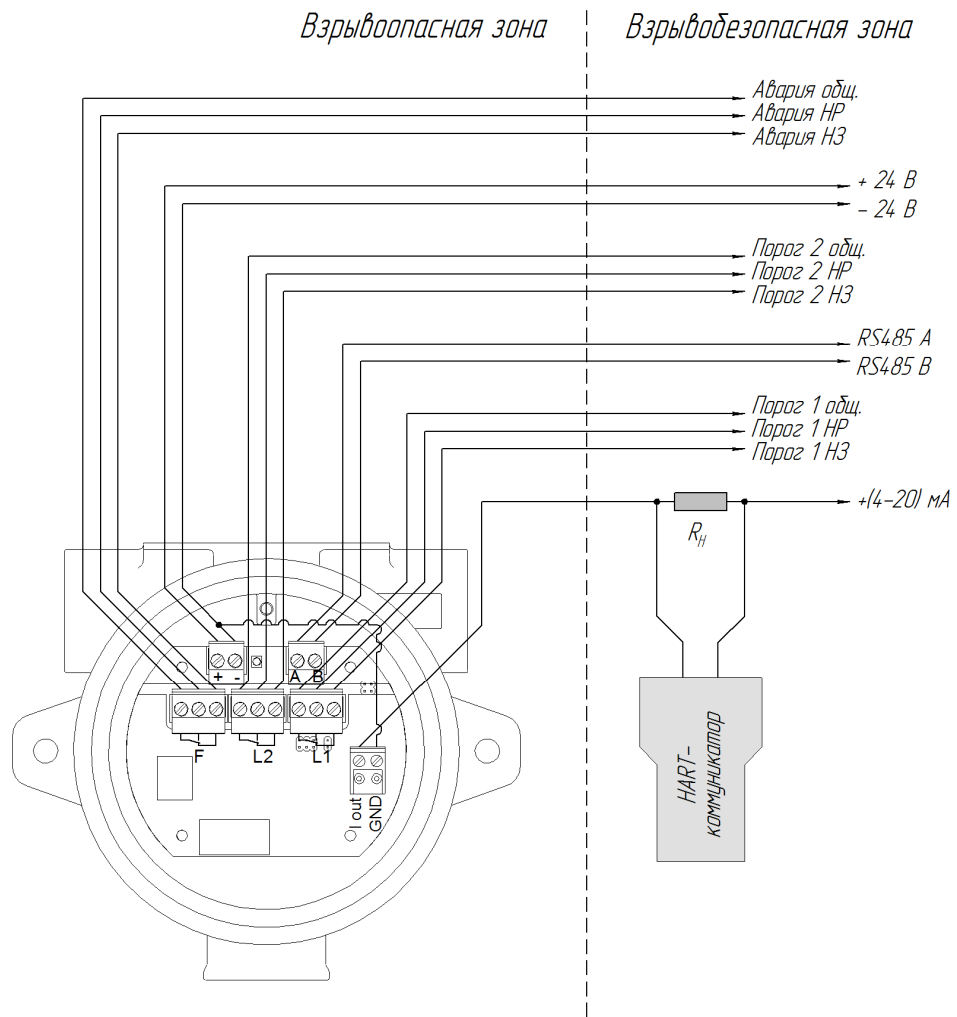 Взрывоопасная зона
Взрывобезопасная зона
Авария общ.
Авария НР
Авария НЗ
+ 24 В
– 24 В
Порог 2 общ.
Порог 2 НР
Порог 2 НЗ
RS485 A
RS485 B
Порог 1 общ.
Порог 1 НР
Порог 1 НЗ
+(4–20) мА
RН
+ -
A B
F
L2
L1
I out
GND
HART-
коммуникатор